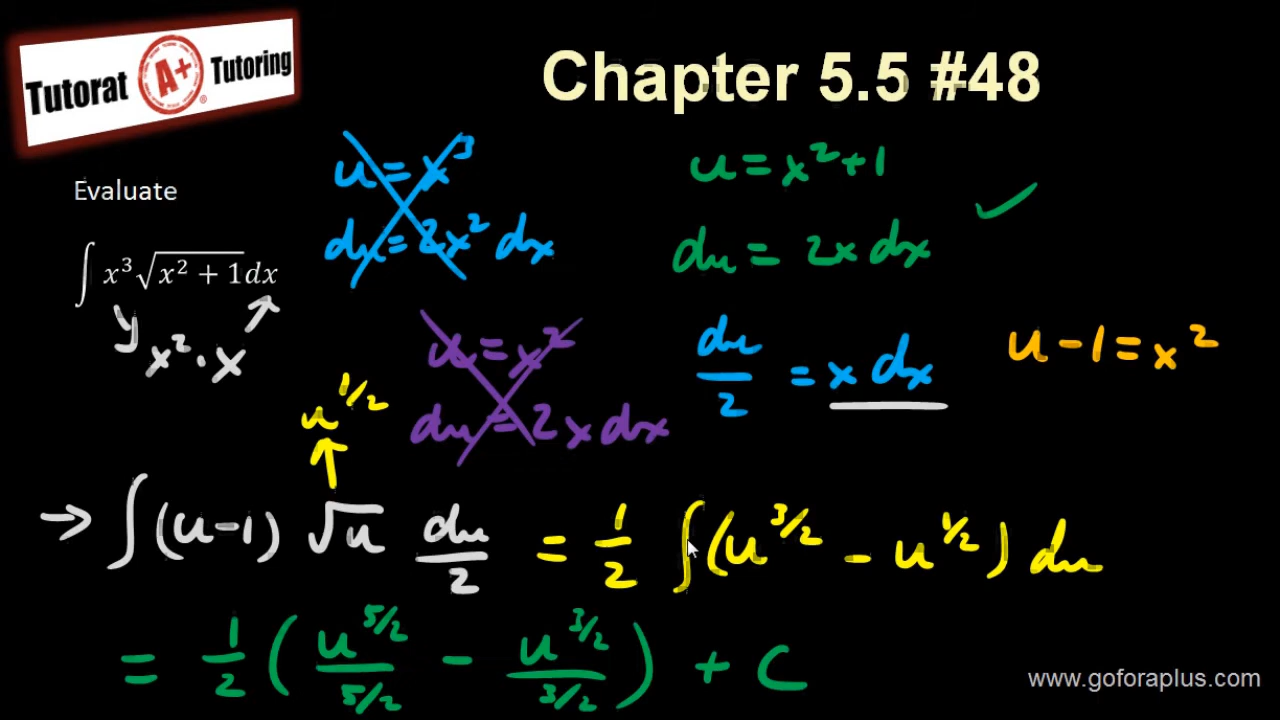 Tutorat A+ Tutoring ®
Chapter 5.5 #48
Evaluate
∫ x³√(x² + 1)dx
x² · x
u = x³
du = 2x² dx
u = x²
du = 2x dx
u = x² + 1
du = 2x dx
✓
du/2 = x dx
u - 1 = x²
u^1/2
→ ∫ (u-1) √u du/2 = 1/2 ∫ (u^3/2 - u^1/2) du
= 1/2 ( u^5/2 / 5/2 - u^3/2 / 3/2 ) + C
www.goforaplus.com